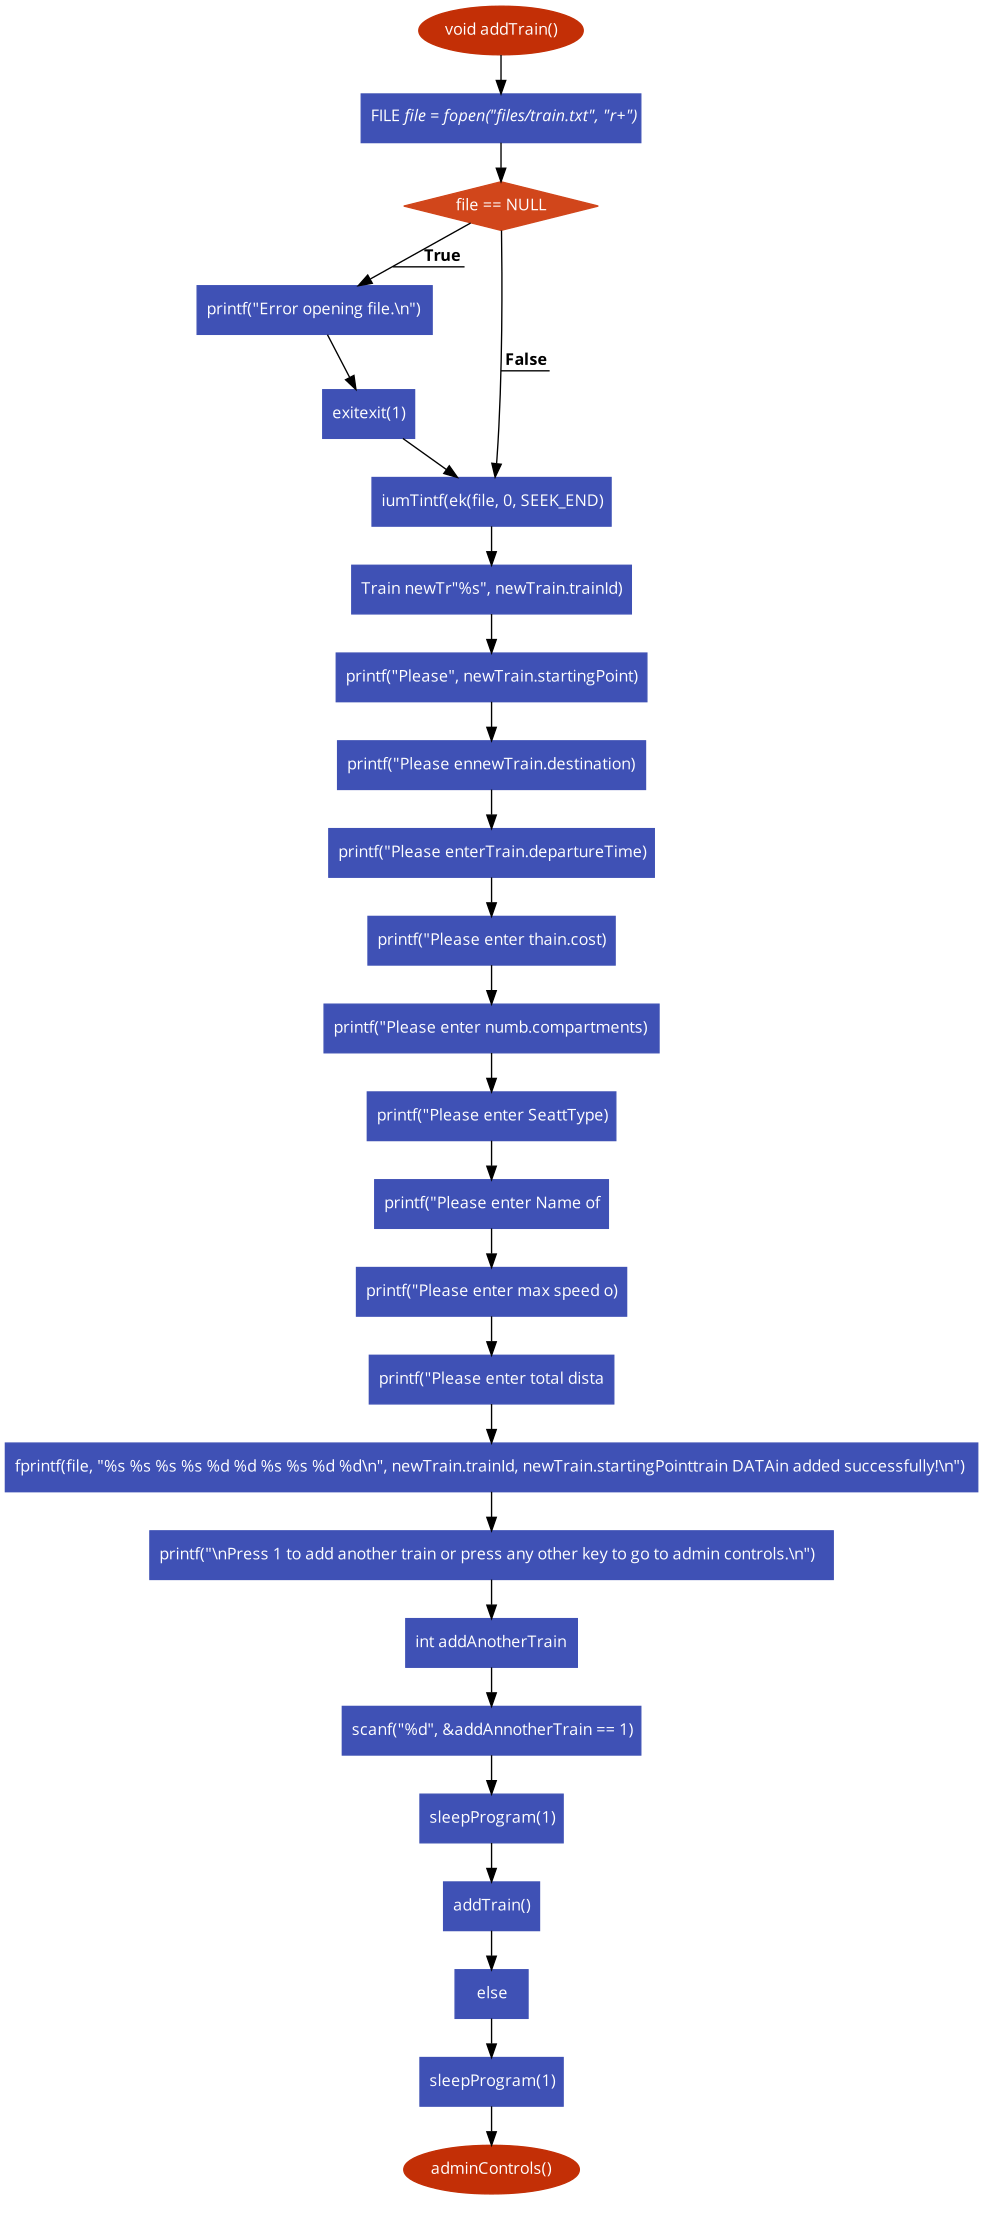 void addTrain()
FILE file = fopen("files/train.txt", "r+")
file == NULL
True
printf("Error opening file.\n")
False
exitexit(1)
iumTintf(ek(file, 0, SEEK_END)
Train newTr"%s", newTrain.trainId)
printf("Please", newTrain.startingPoint)
printf("Please ennewTrain.destination)
printf("Please enterTrain.departureTime)
printf("Please enter thain.cost)
printf("Please enter numb.compartments)
printf("Please enter SeattType)
printf("Please enter Name of
printf("Please enter max speed o)
printf("Please enter total dista
fprintf(file, "%s %s %s %s %d %d %s %s %d %d\n", newTrain.trainId, newTrain.startingPointtrain DATAin added successfully!\n")
printf("\nPress 1 to add another train or press any other key to go to admin controls.\n")
int addAnotherTrain
scanf("%d", &addAnnotherTrain == 1)
sleepProgram(1)
addTrain()
else
sleepProgram(1)
adminControls()